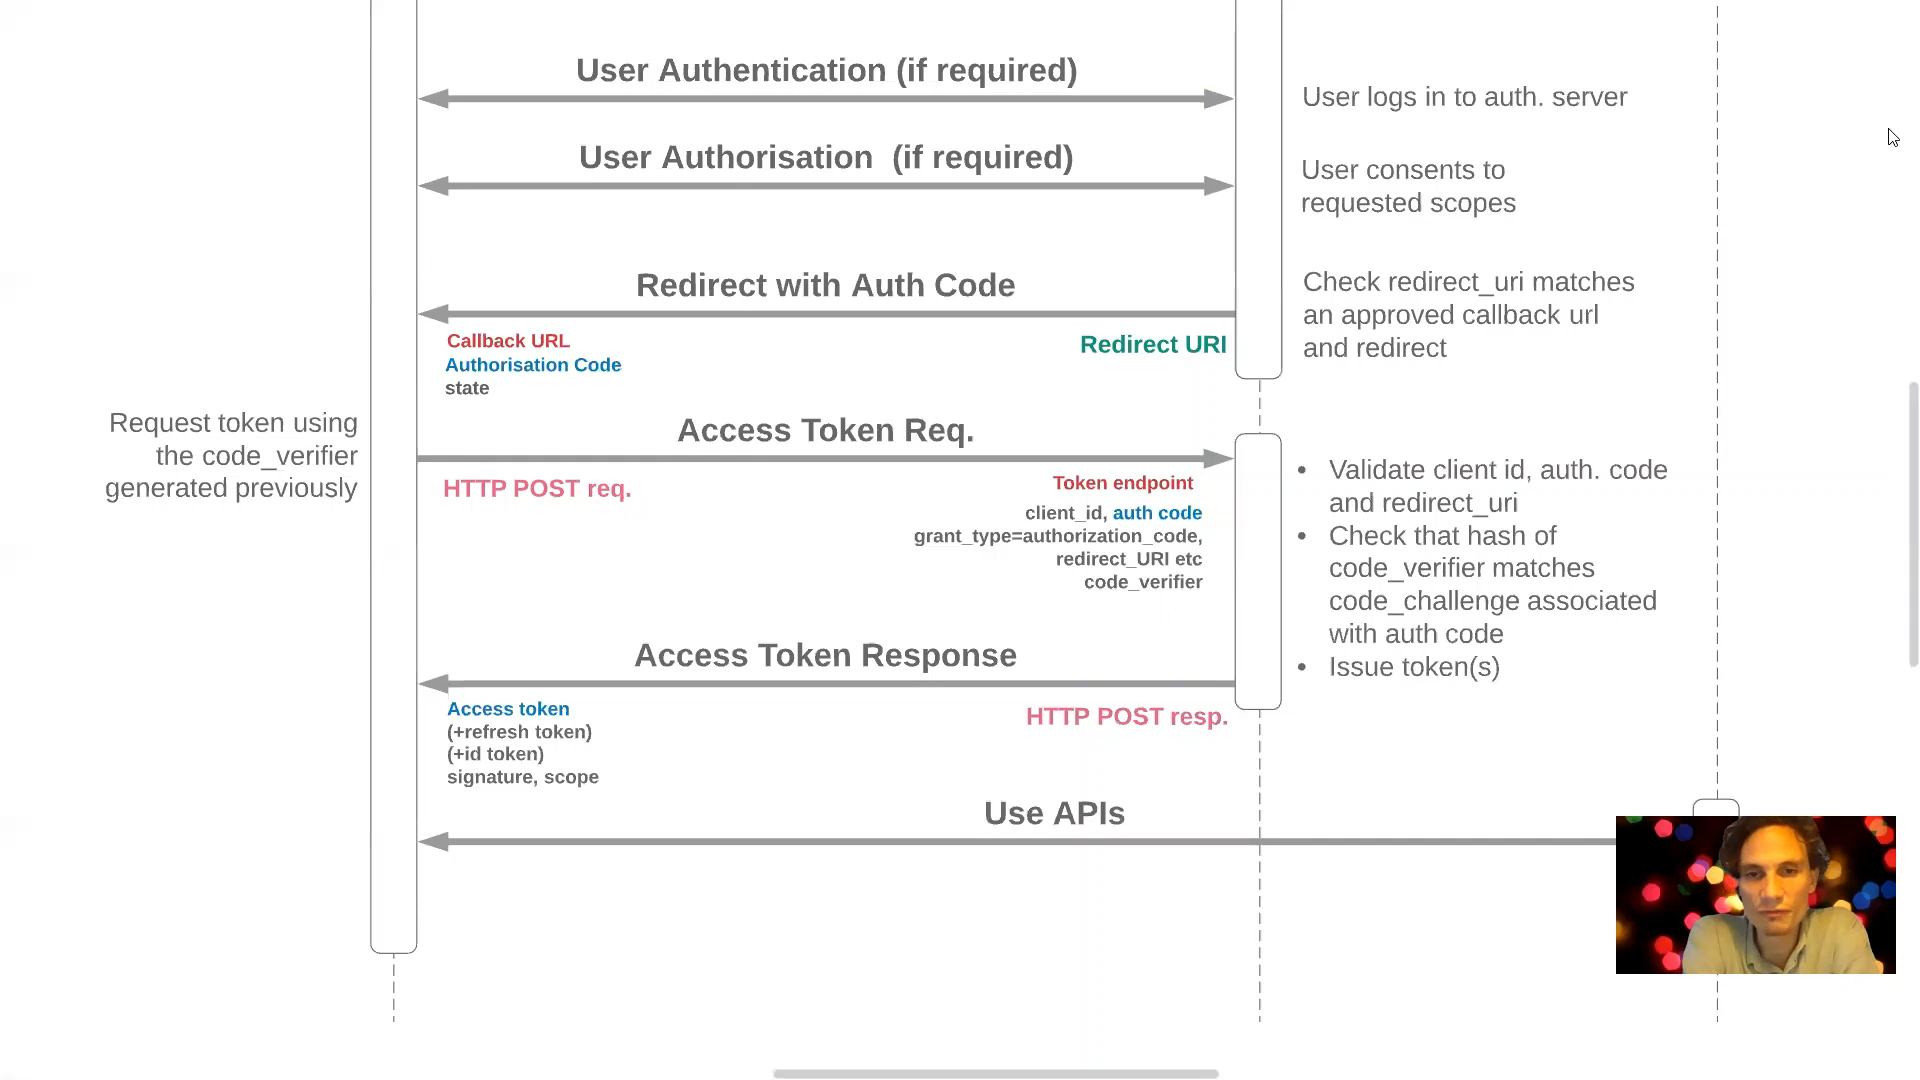 User Authentication (if required)
User logs in to auth. server
User Authorisation  (if required)
User consents to
requested scopes
Redirect with Auth Code
Check redirect_uri matches
an approved callback url
and redirect
Callback URL
Authorisation Code
state
Redirect URI
Request token using
the code_verifier
generated previously
Access Token Req.
HTTP POST req.
Token endpoint
client_id, auth code
grant_type=authorization_code,
redirect_URI etc
code_verifier
• Validate client id, auth. code
and redirect_uri
• Check that hash of
code_verifier matches
code_challenge associated
with auth code
• Issue token(s)
Access Token Response
Access token
(+refresh token)
(+id token)
signature, scope
HTTP POST resp.
Use APIs